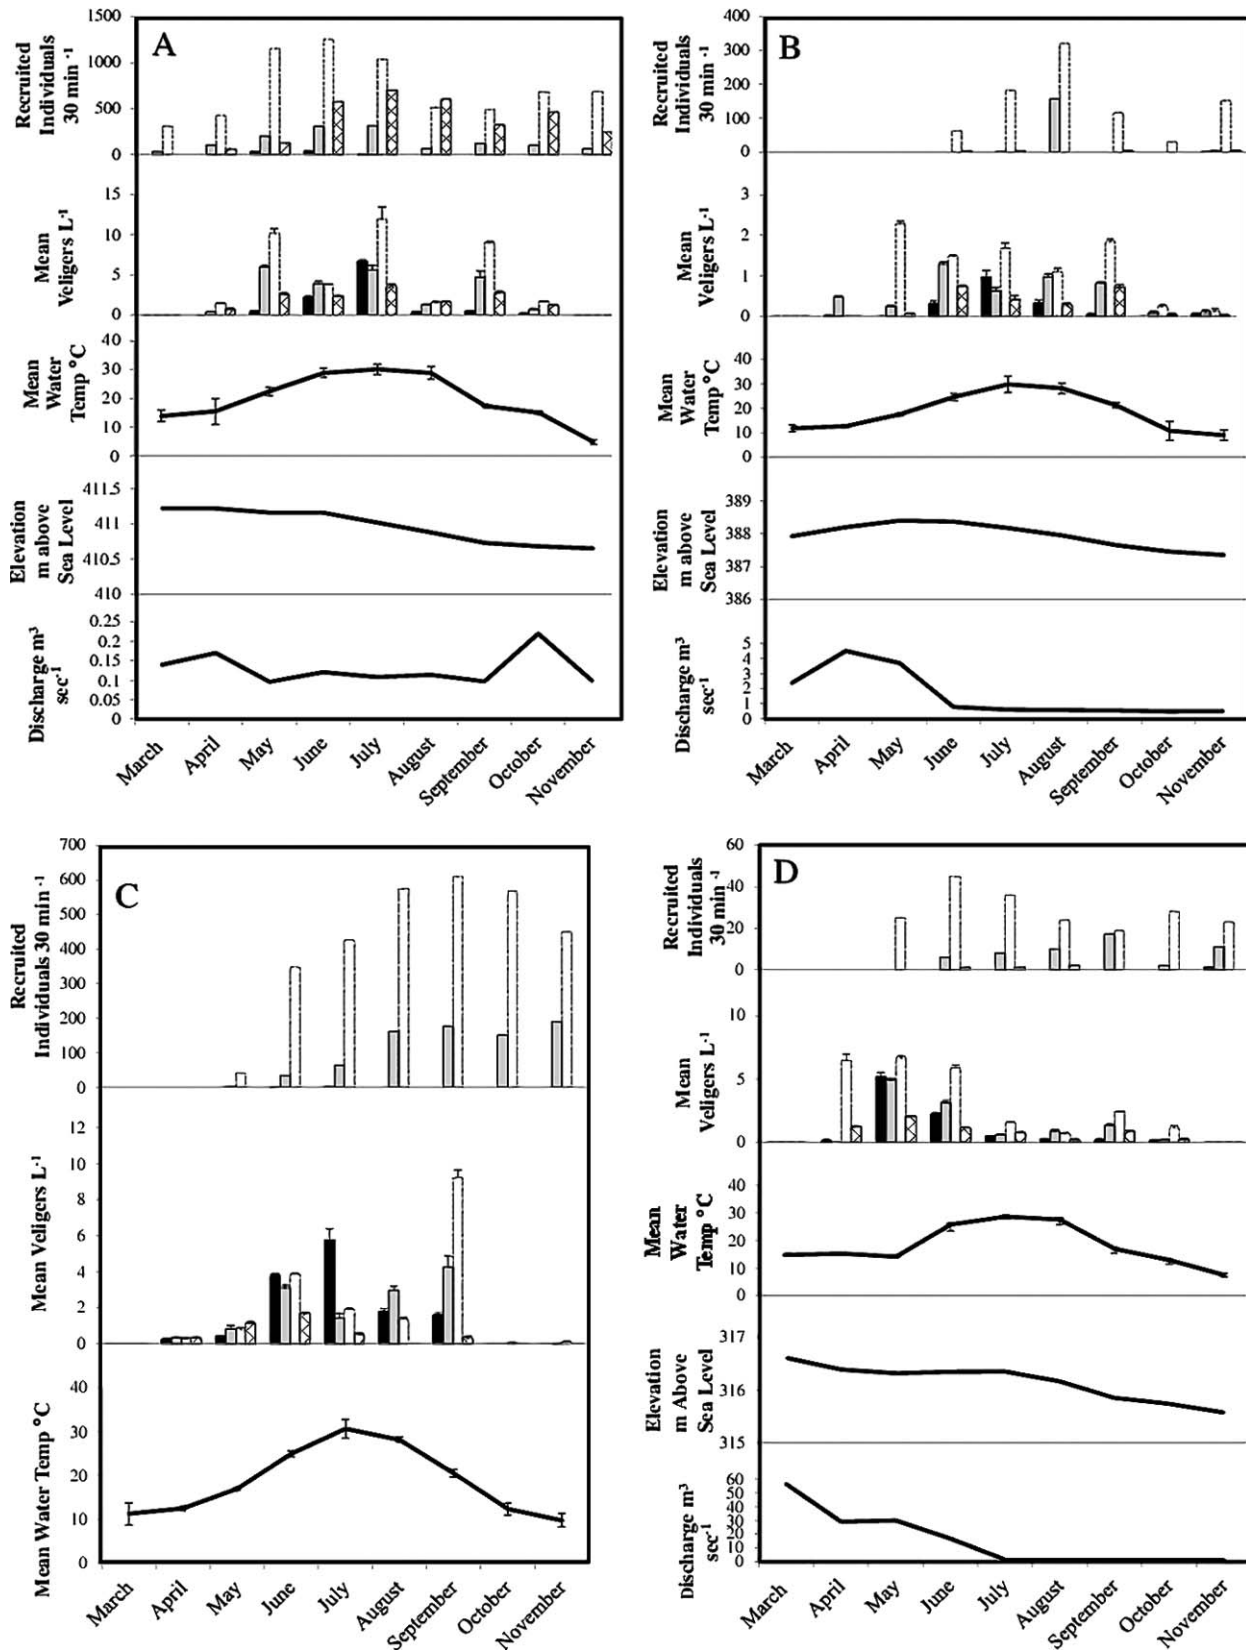 A
Recruited
Individuals
30 min -1
1500
1000
500
0
Mean
Veligers L-1
15
10
5
0
Mean
Water
Temp °C
40
30
20
10
0
Elevation
m above
Sea Level
411.5
411
410.5
410
Discharge m3
sec-1
0.25
0.2
0.15
0.1
0.05
0
March
April
May
June
July
August
September
October
November
B
Recruited
Individuals
30 min -1
400
300
200
100
0
Mean
Veligers L-1
3
2
1
0
Mean
Water
Temp °C
40
30
20
10
0
Elevation
m above
Sea Level
389
388
387
386
Discharge m3
sec-1
5
4
3
2
1
0
March
April
May
June
July
August
September
October
November
C
Recruited
Individuals 30 min -1
700
600
500
400
300
200
100
0
Mean Veligers L-1
12
10
8
6
4
2
0
Mean Water Temp °C
40
30
20
10
0
March
April
May
June
July
August
September
October
November
D
Recruited
Individuals
30 min -1
60
40
20
0
Mean
Veligers L-1
10
5
0
Mean
Water
Temp °C
40
30
20
10
0
Elevation
m Above
Sea Level
317
316
315
Discharge m3
sec-1
60
50
40
30
20
10
0
March
April
May
June
July
August
September
October
November